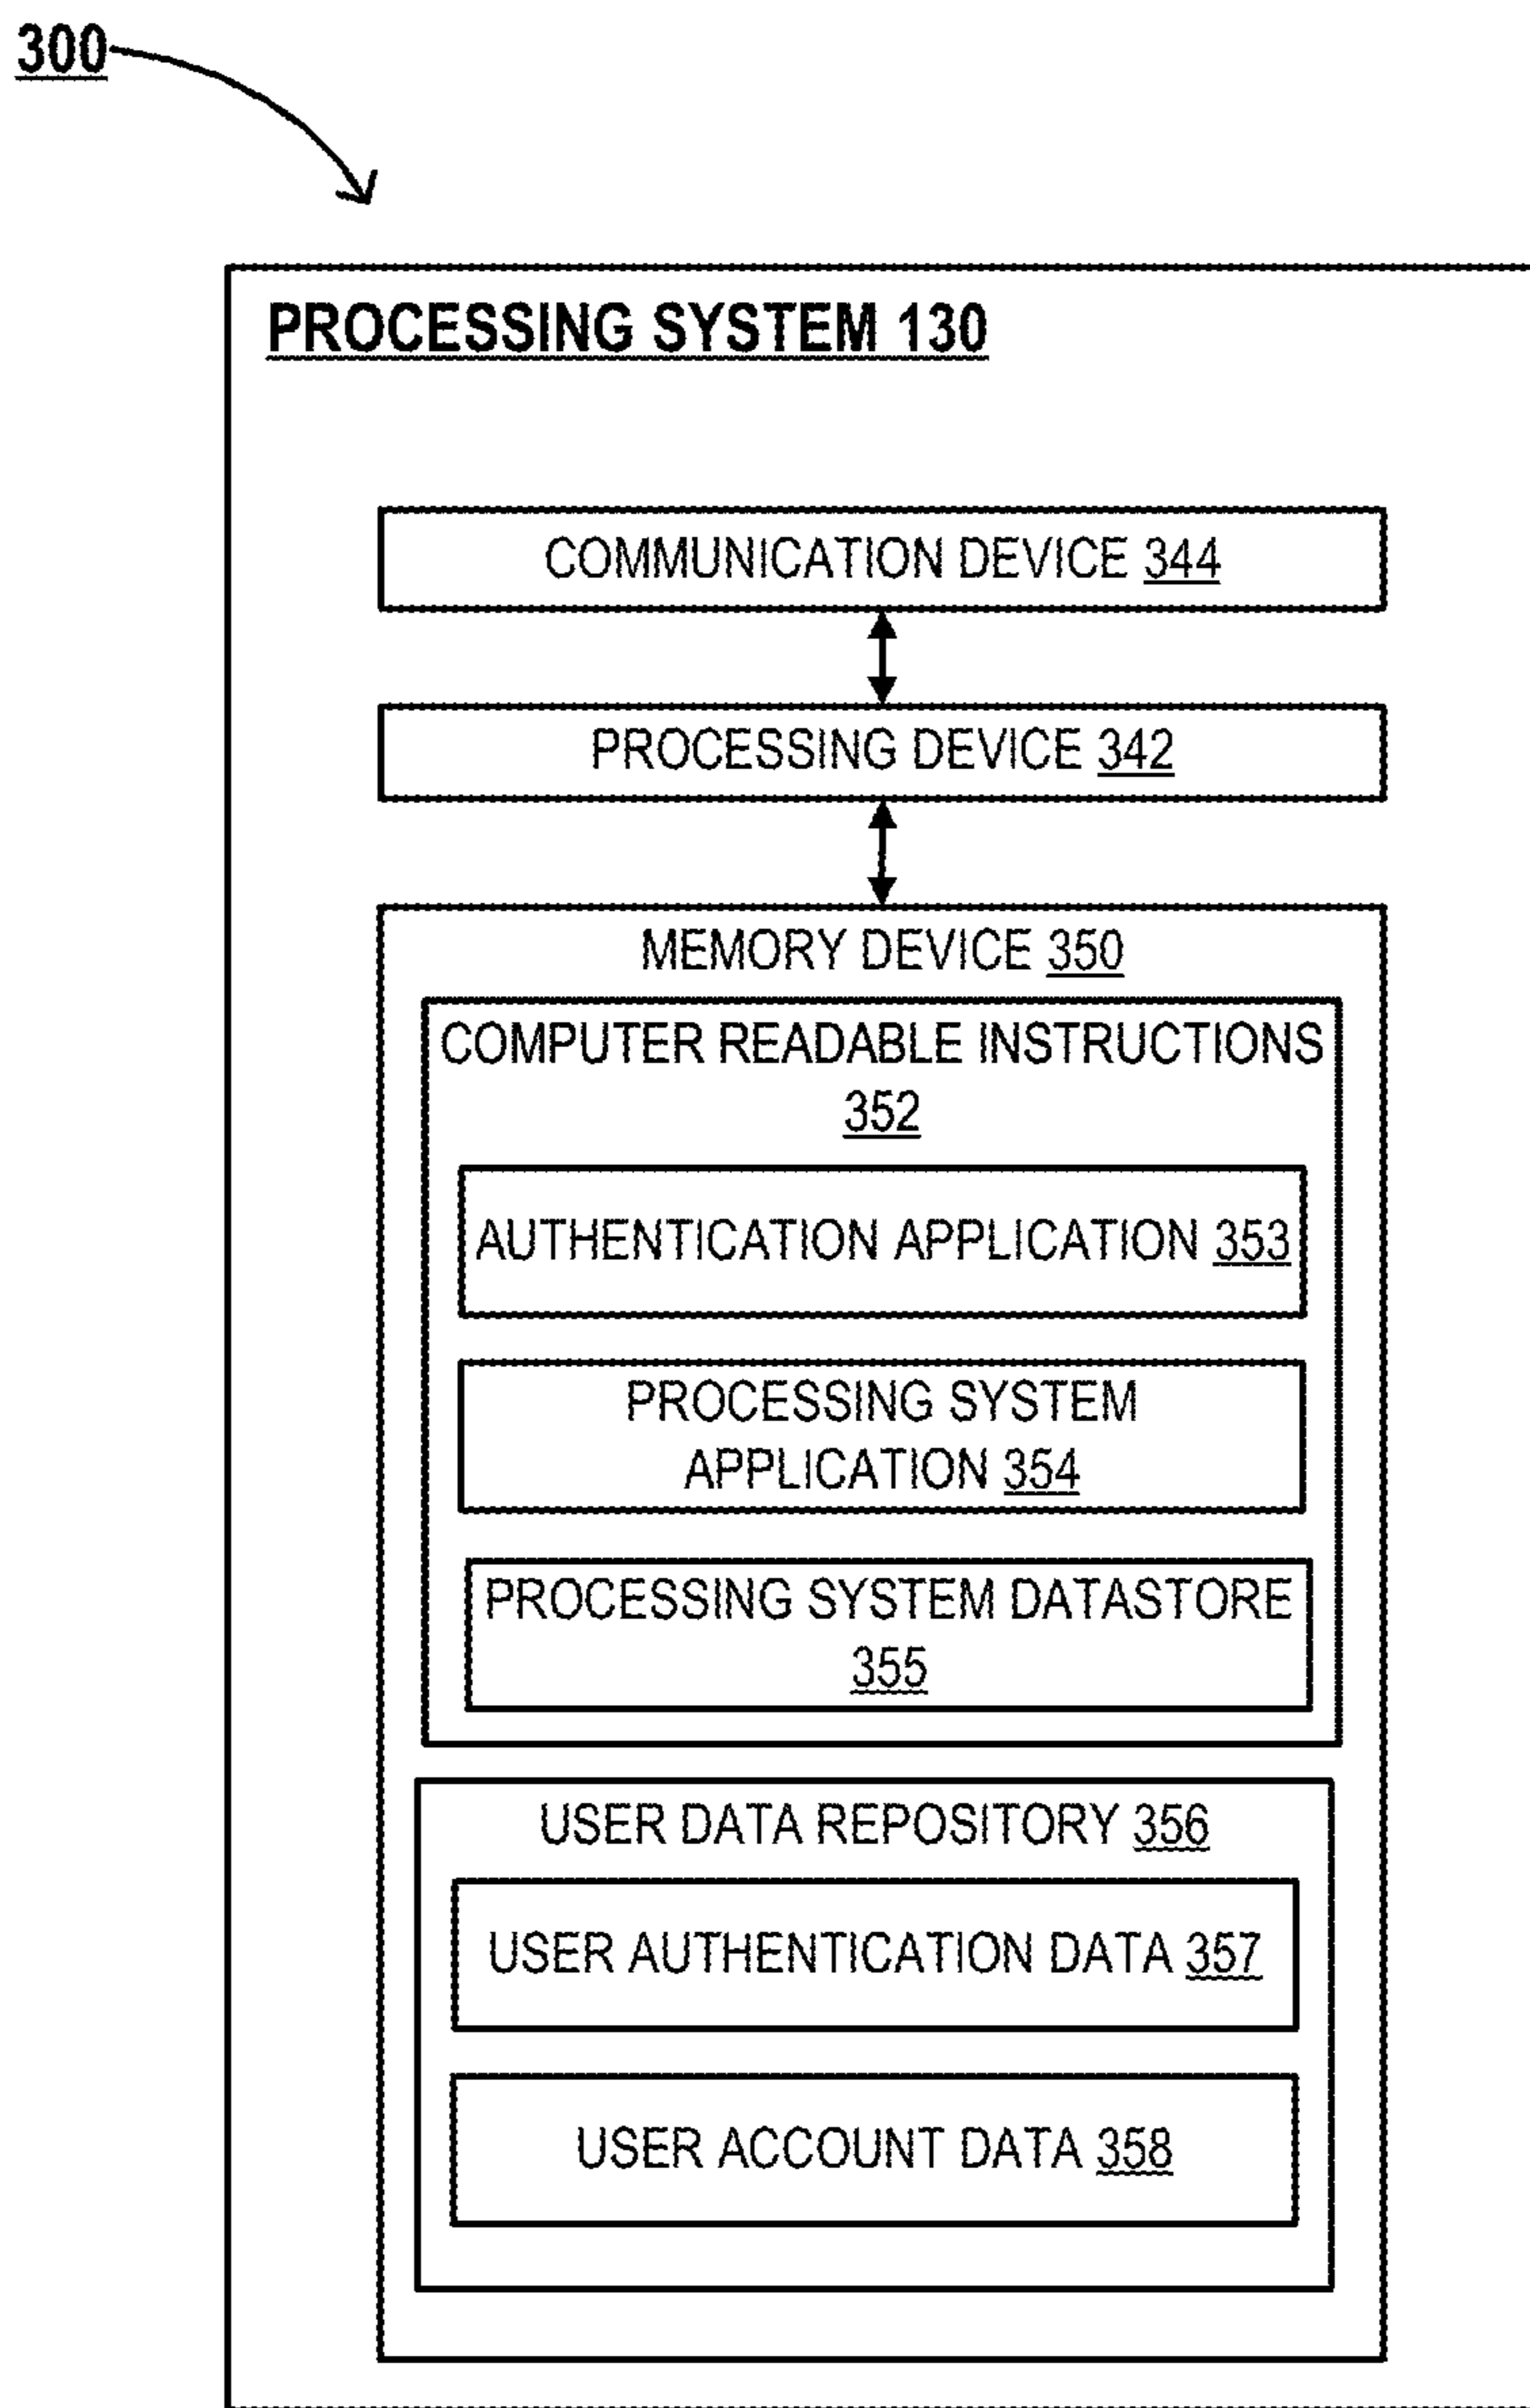 300
PROCESSING SYSTEM 130
COMMUNICATION DEVICE 344
PROCESSING DEVICE 342
MEMORY DEVICE 350
COMPUTER READABLE INSTRUCTIONS
352
AUTHENTICATION APPLICATION 353
PROCESSING SYSTEM
APPLICATION 354
PROCESSING SYSTEM DATASTORE
355
USER DATA REPOSITORY 356
USER AUTHENTICATION DATA 357
USER ACCOUNT DATA 358